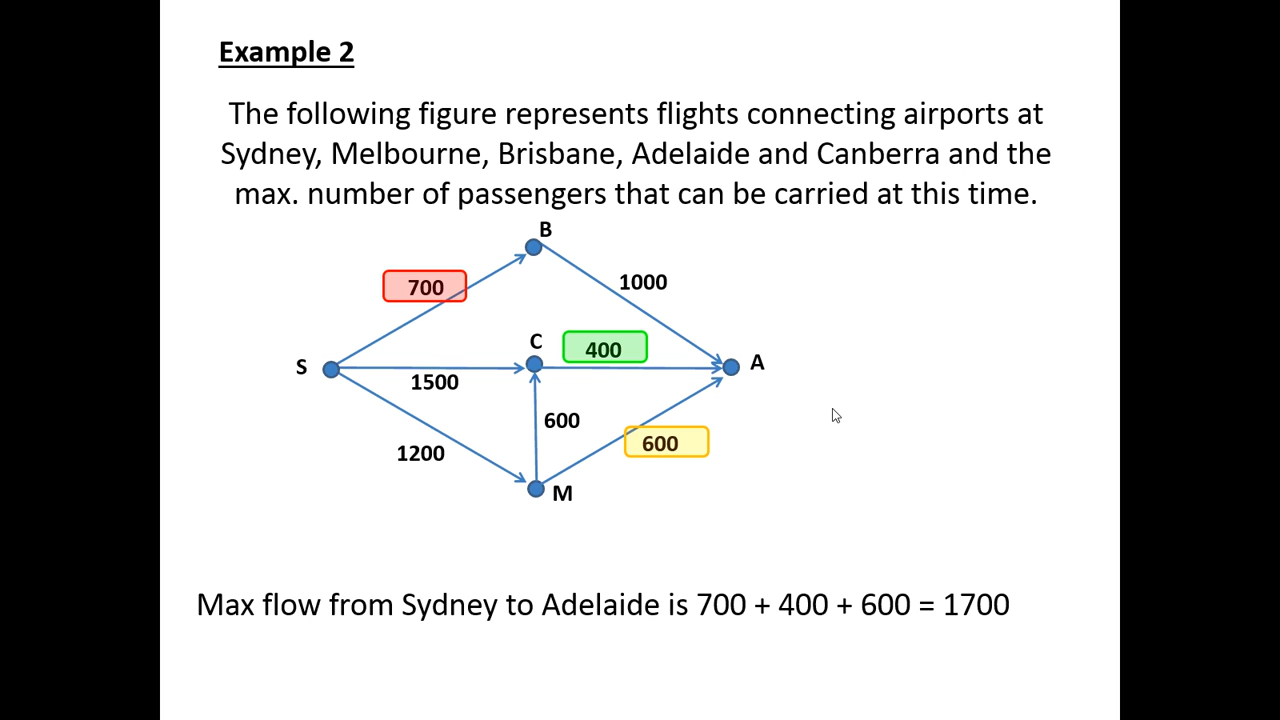 Example 2
The following figure represents flights connecting airports at
Sydney, Melbourne, Brisbane, Adelaide and Canberra and the
max. number of passengers that can be carried at this time.
B
700
1000
C
400
S
A
1500
600
600
1200
M
Max flow from Sydney to Adelaide is 700 + 400 + 600 = 1700